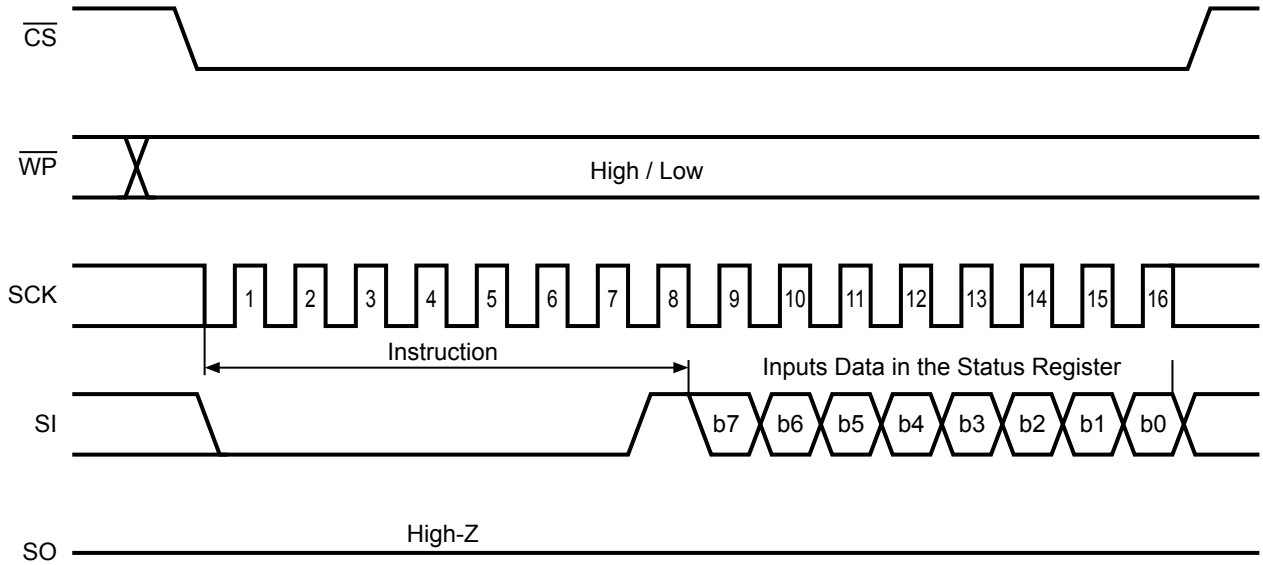 CS
WP
High / Low
SCK
1 2 3 4 5 6 7 8 9 10 11 12 13 14 15 16
Instruction
Inputs Data in the Status Register
SI
b7 b6 b5 b4 b3 b2 b1 b0
High-Z
SO